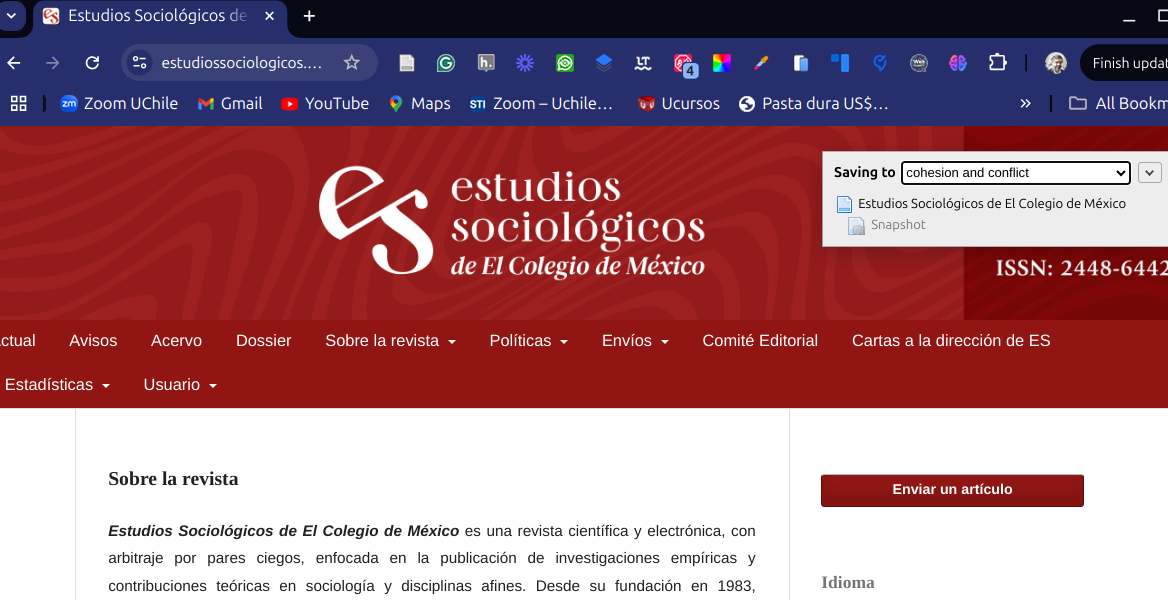 Estudios Sociológicos de
estudiossociologicos....
4
Finish updat
Zoom UChile
Gmail
YouTube
Maps
STI Zoom – Uchile...
Ucursos
Pasta dura US$...
»
All Bookm
es
estudios
sociológicos
de El Colegio de México
Saving to cohesion and conflict
Estudios Sociológicos de El Colegio de México
Snapshot
ISSN: 2448-6442
ctual Avisos Acervo Dossier Sobre la revista Políticas Envíos Comité Editorial Cartas a la dirección de ES
Estadísticas Usuario
Sobre la revista
Estudios Sociológicos de El Colegio de México es una revista científica y electrónica, con
arbitraje por pares ciegos, enfocada en la publicación de investigaciones empíricas y
contribuciones teóricas en sociología y disciplinas afines. Desde su fundación en 1983,
Enviar un artículo
Idioma